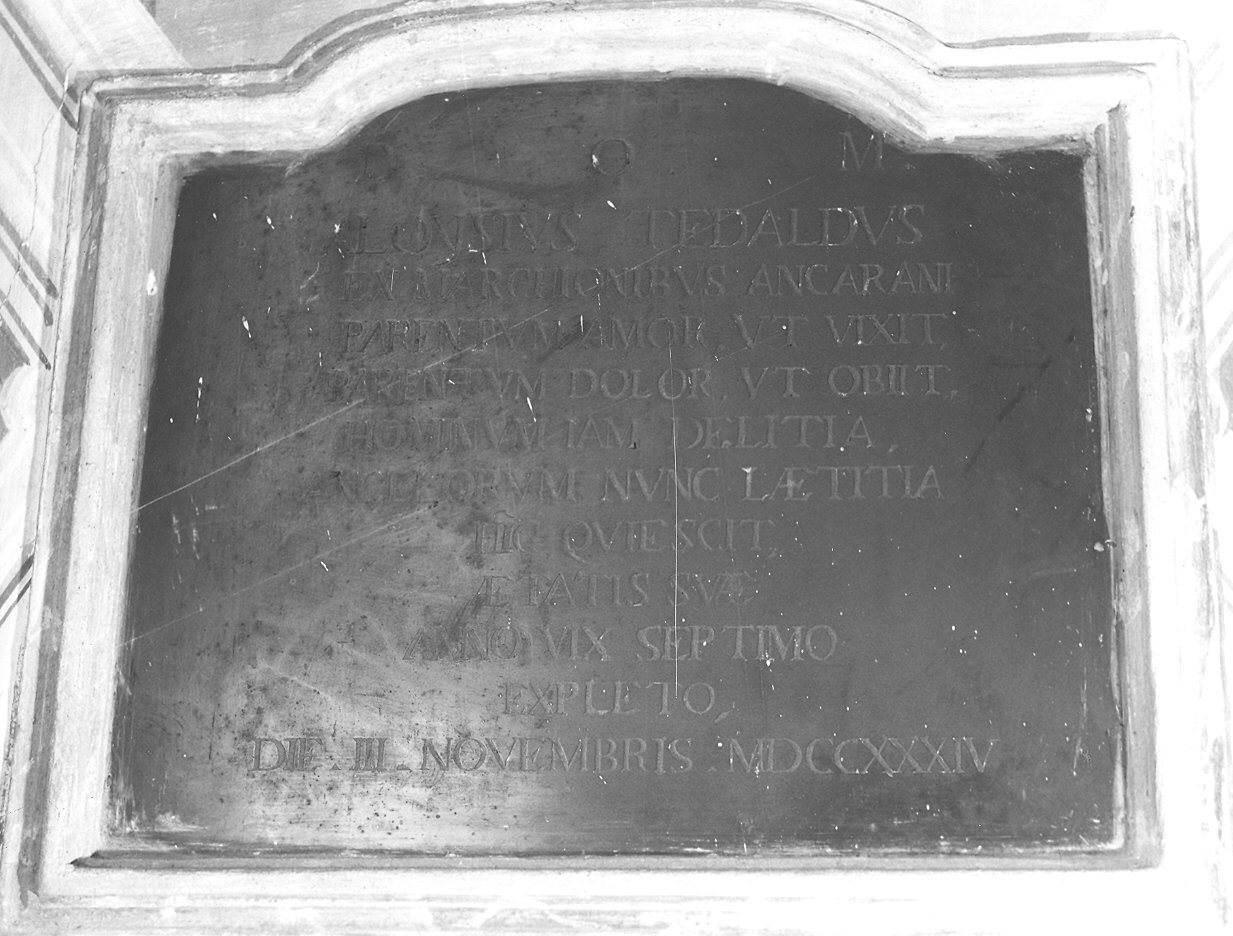 D O M
ALOUSIVS TEDALDVS
EX MARCHIONIBVS ANCARANI
PARENTVM AMOR, VT VIXIT,
PARENTVM DOLOR, VT OBIIT,
HOMINVM IAM DELITIA,
ANGELORVM NVNC LÆTITIA
HIC QVIESCIT,
ÆTATIS SVÆ
ANNO VIX SEPTIMO
EXPLETO,
DIE III NOVEMBRIS MDCCXXXIV